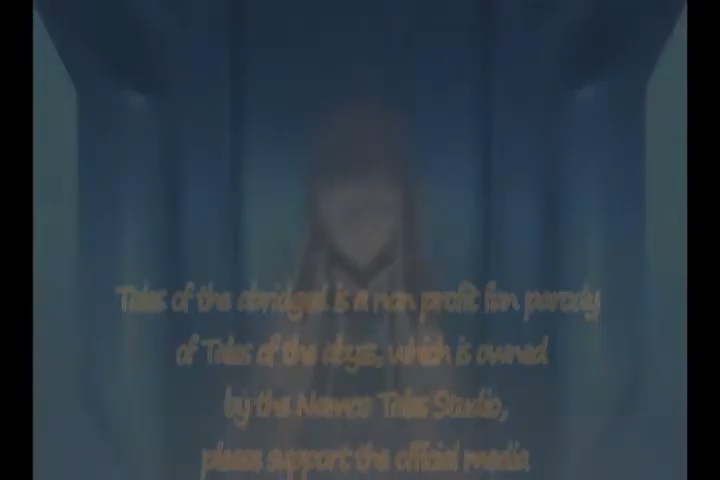 Tales of the abridged is a non profit fan parody
of Tales of the abyss, which is owned
by the Namco Tales Studio,
please support the official media